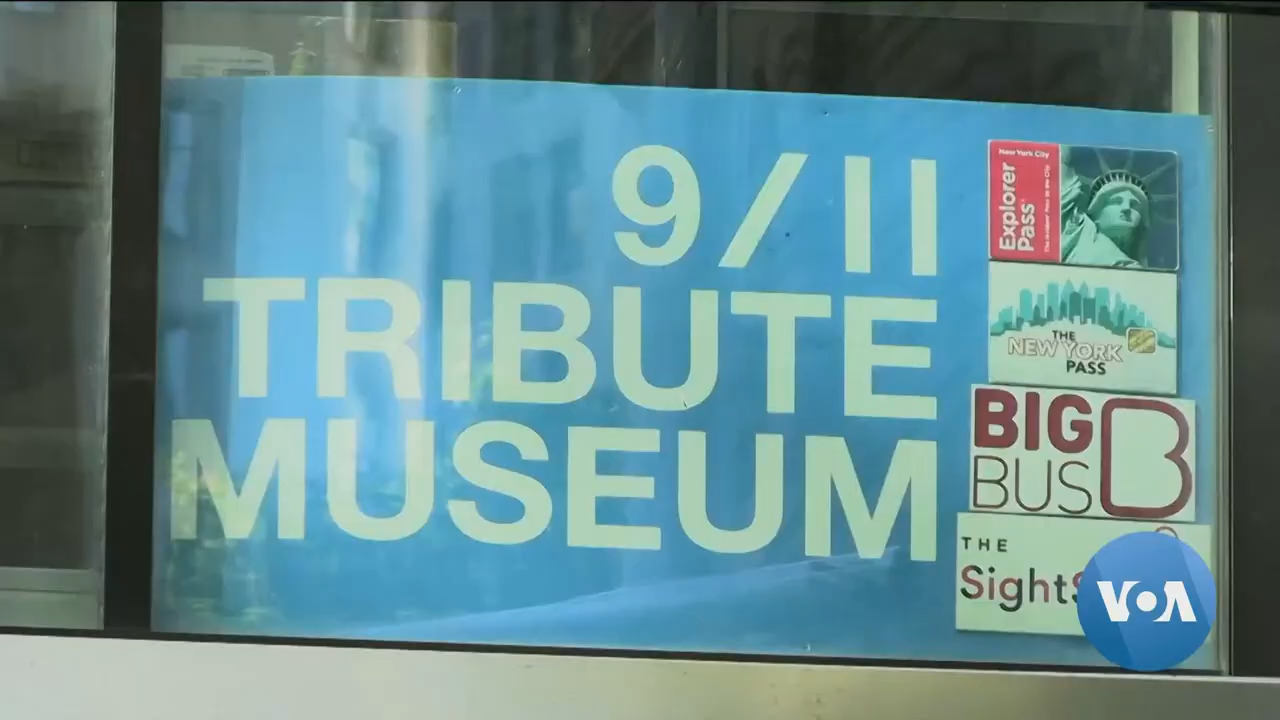 9/11
TRIBUTE
MUSEUM
New York City
Explorer
Pass
THE
NEW YORK
PASS
BIG
BUS
B
THE
Sight
VOA